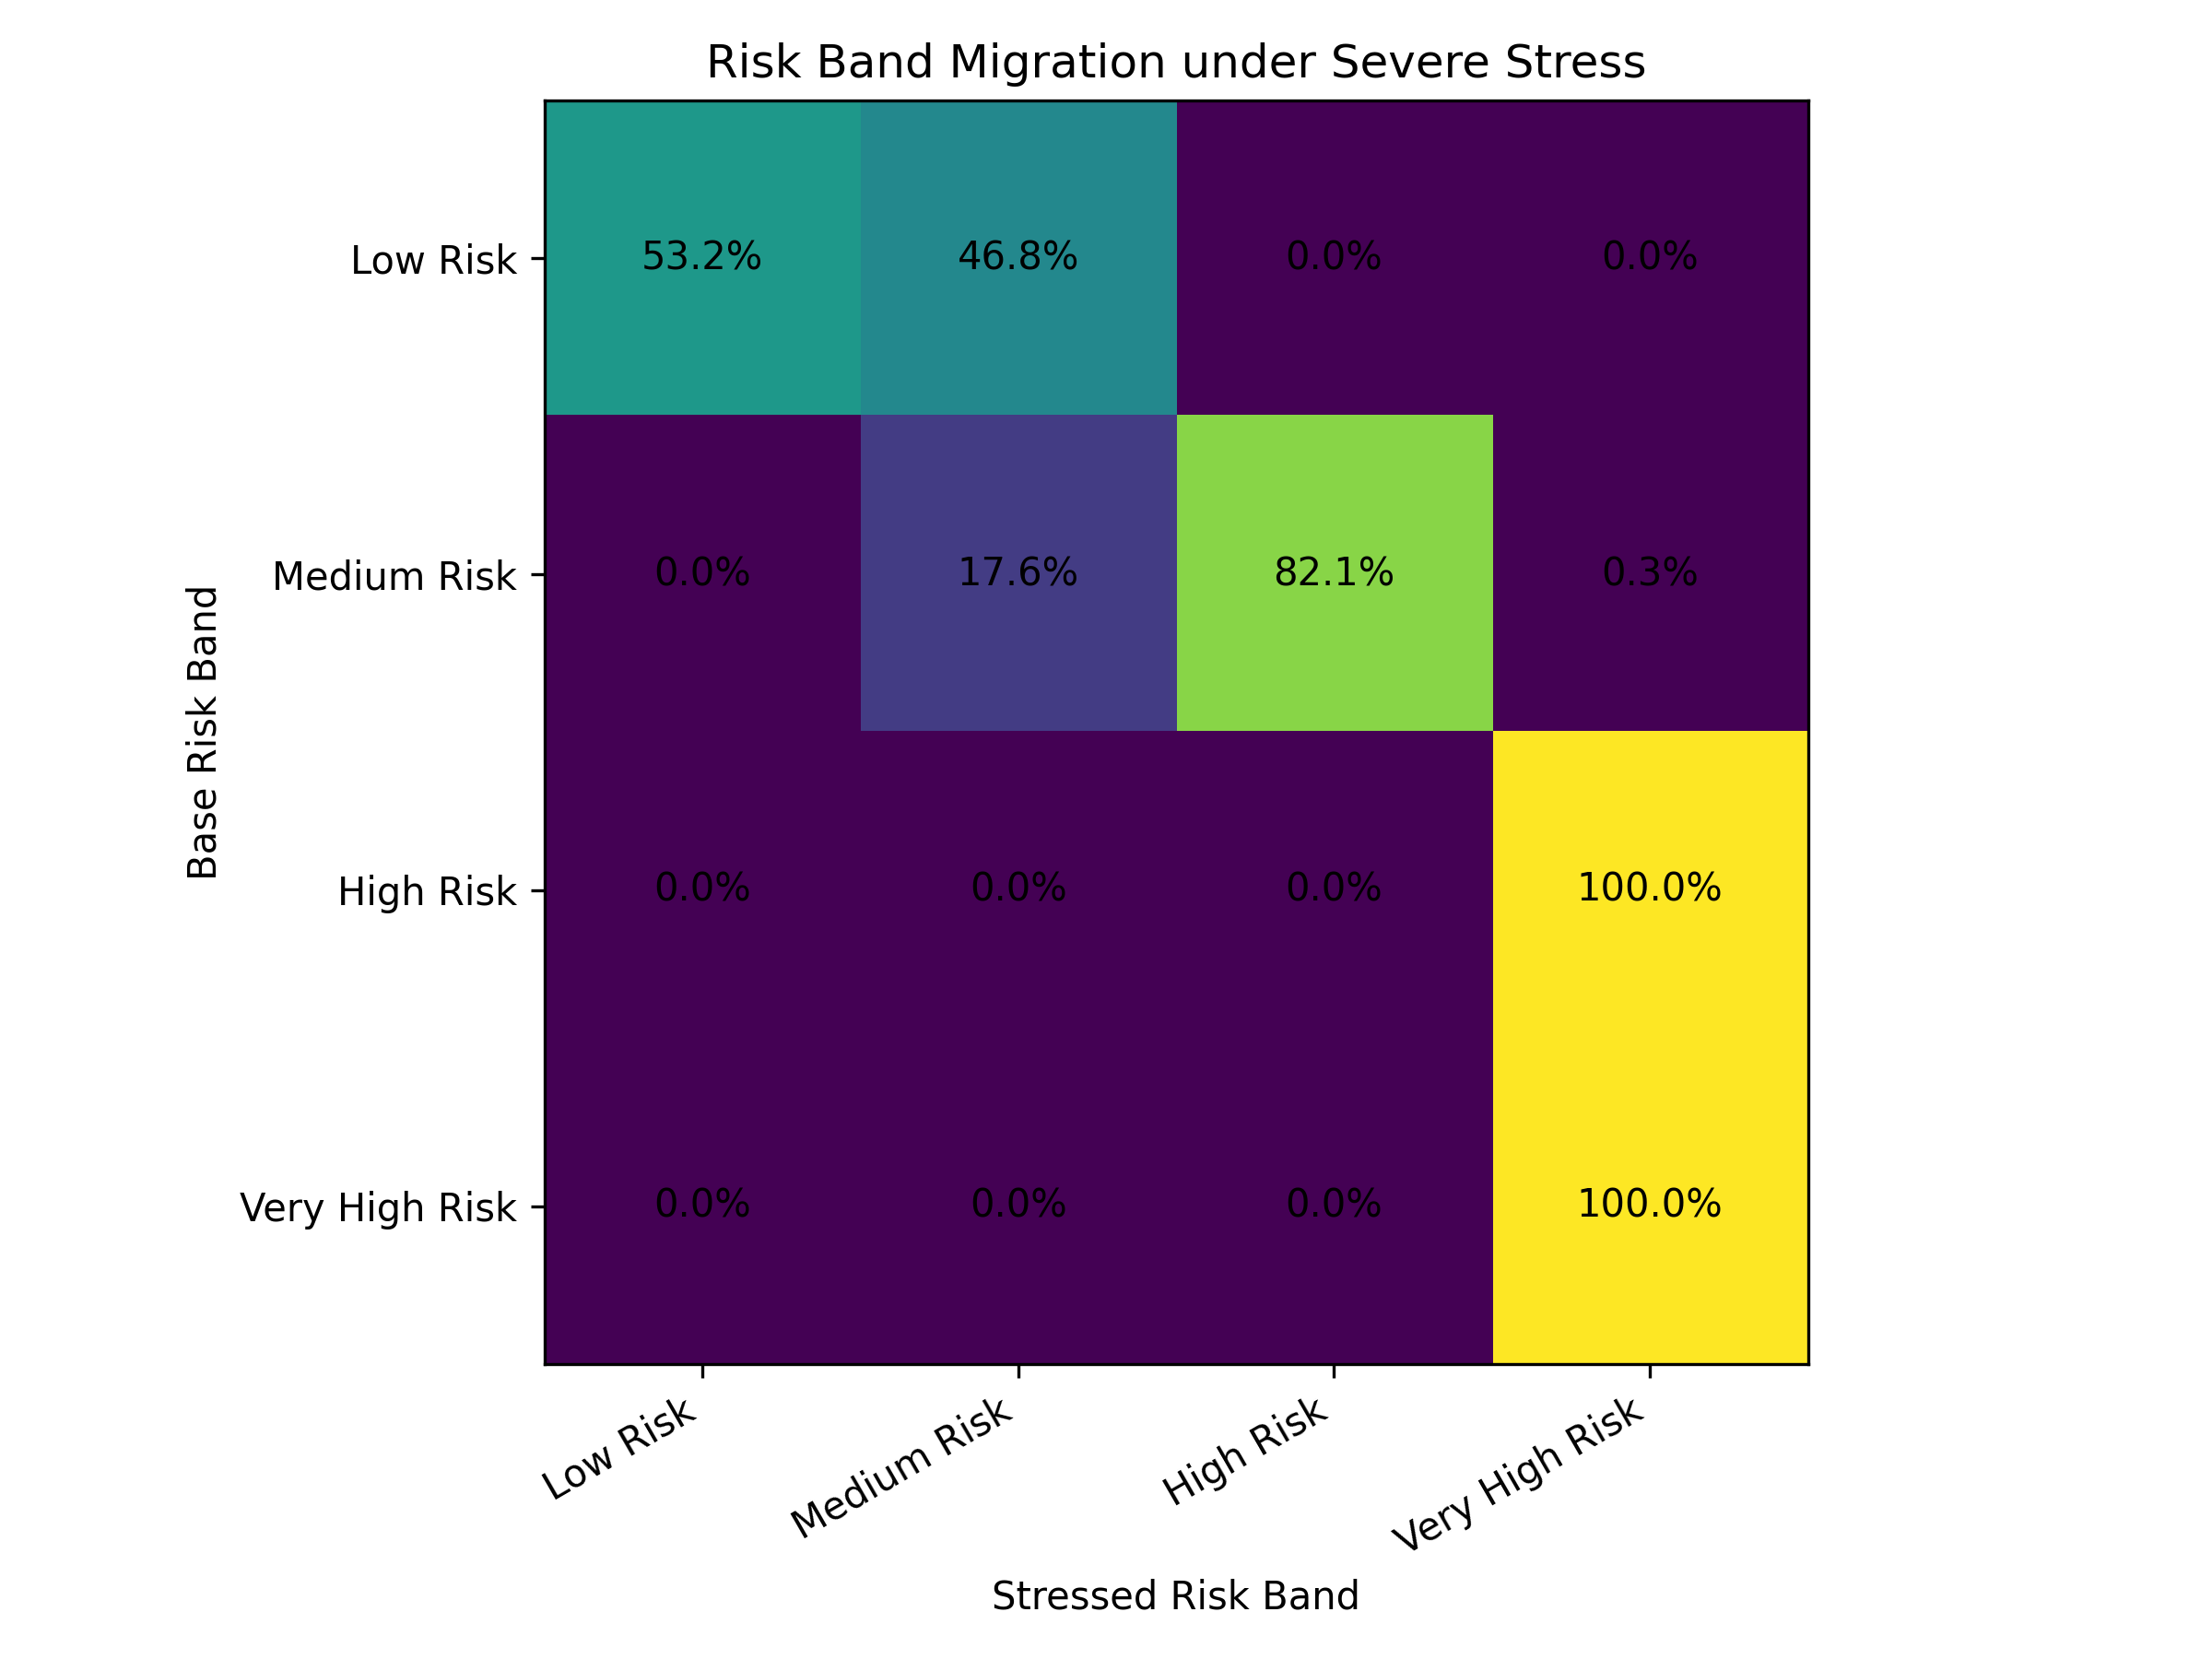 Risk Band Migration under Severe Stress
Base Risk Band
Low Risk 53.2% 46.8% 0.0% 0.0%
Medium Risk 0.0% 17.6% 82.1% 0.3%
High Risk 0.0% 0.0% 0.0% 100.0%
Very High Risk 0.0% 0.0% 0.0% 100.0%
Low Risk Medium Risk High Risk Very High Risk
Stressed Risk Band